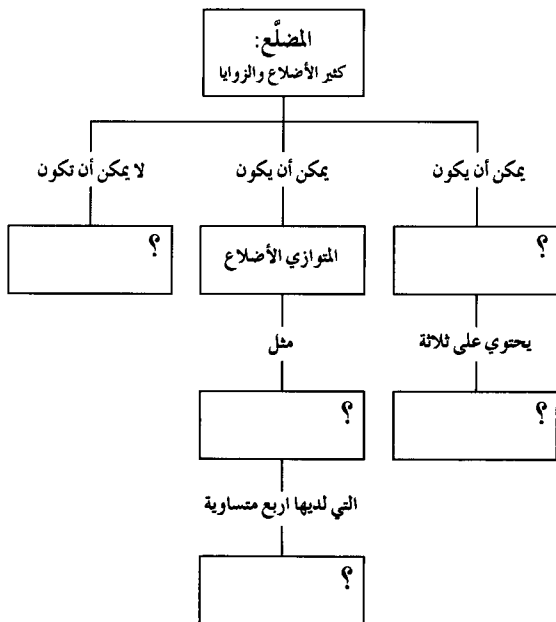 المضلَّع:
كثير الأضلاع والزوايا
يمكن أن يكون
يمكن أن يكون
لا يمكن أن تكون
؟
المتوازي الأضلاع
؟
يحتوي على ثلاثة
مثل
؟
؟
التي لديها اربع متساوية
؟